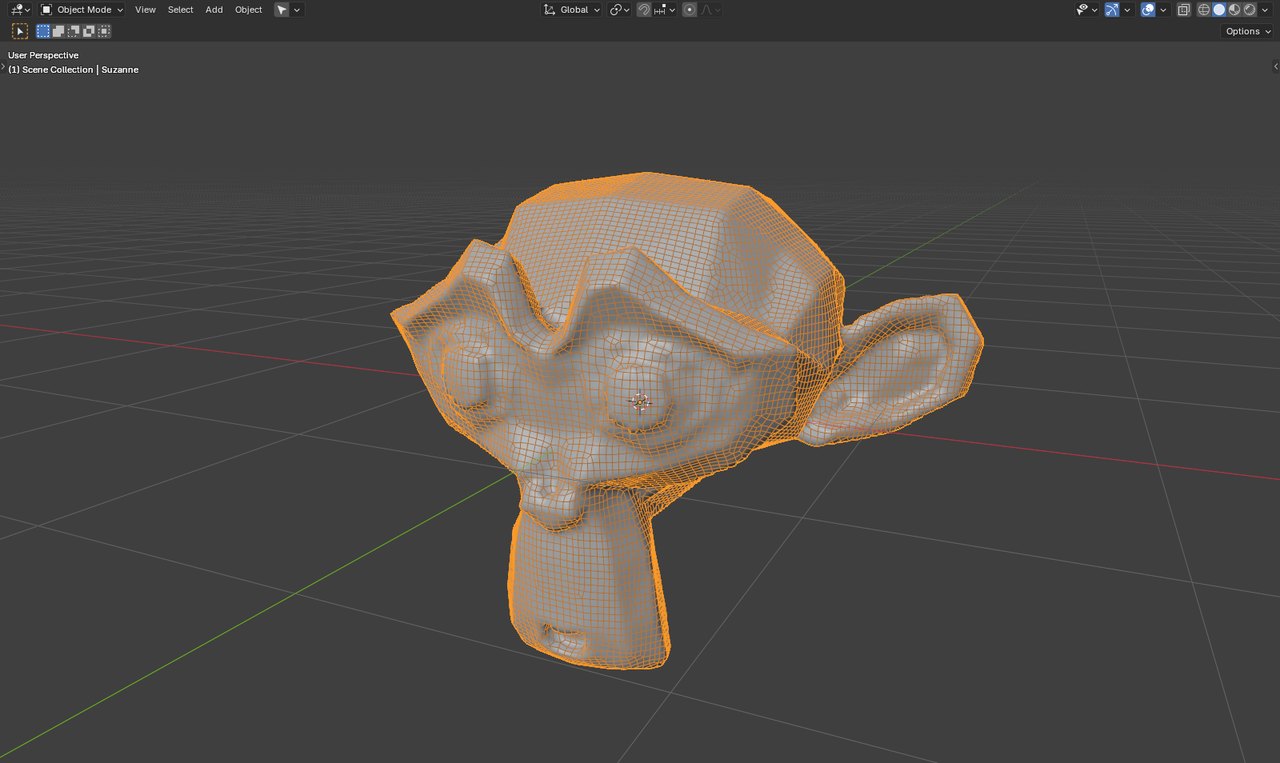 Object Mode View Select Add Object Global
Options
User Perspective
(1) Scene Collection | Suzanne